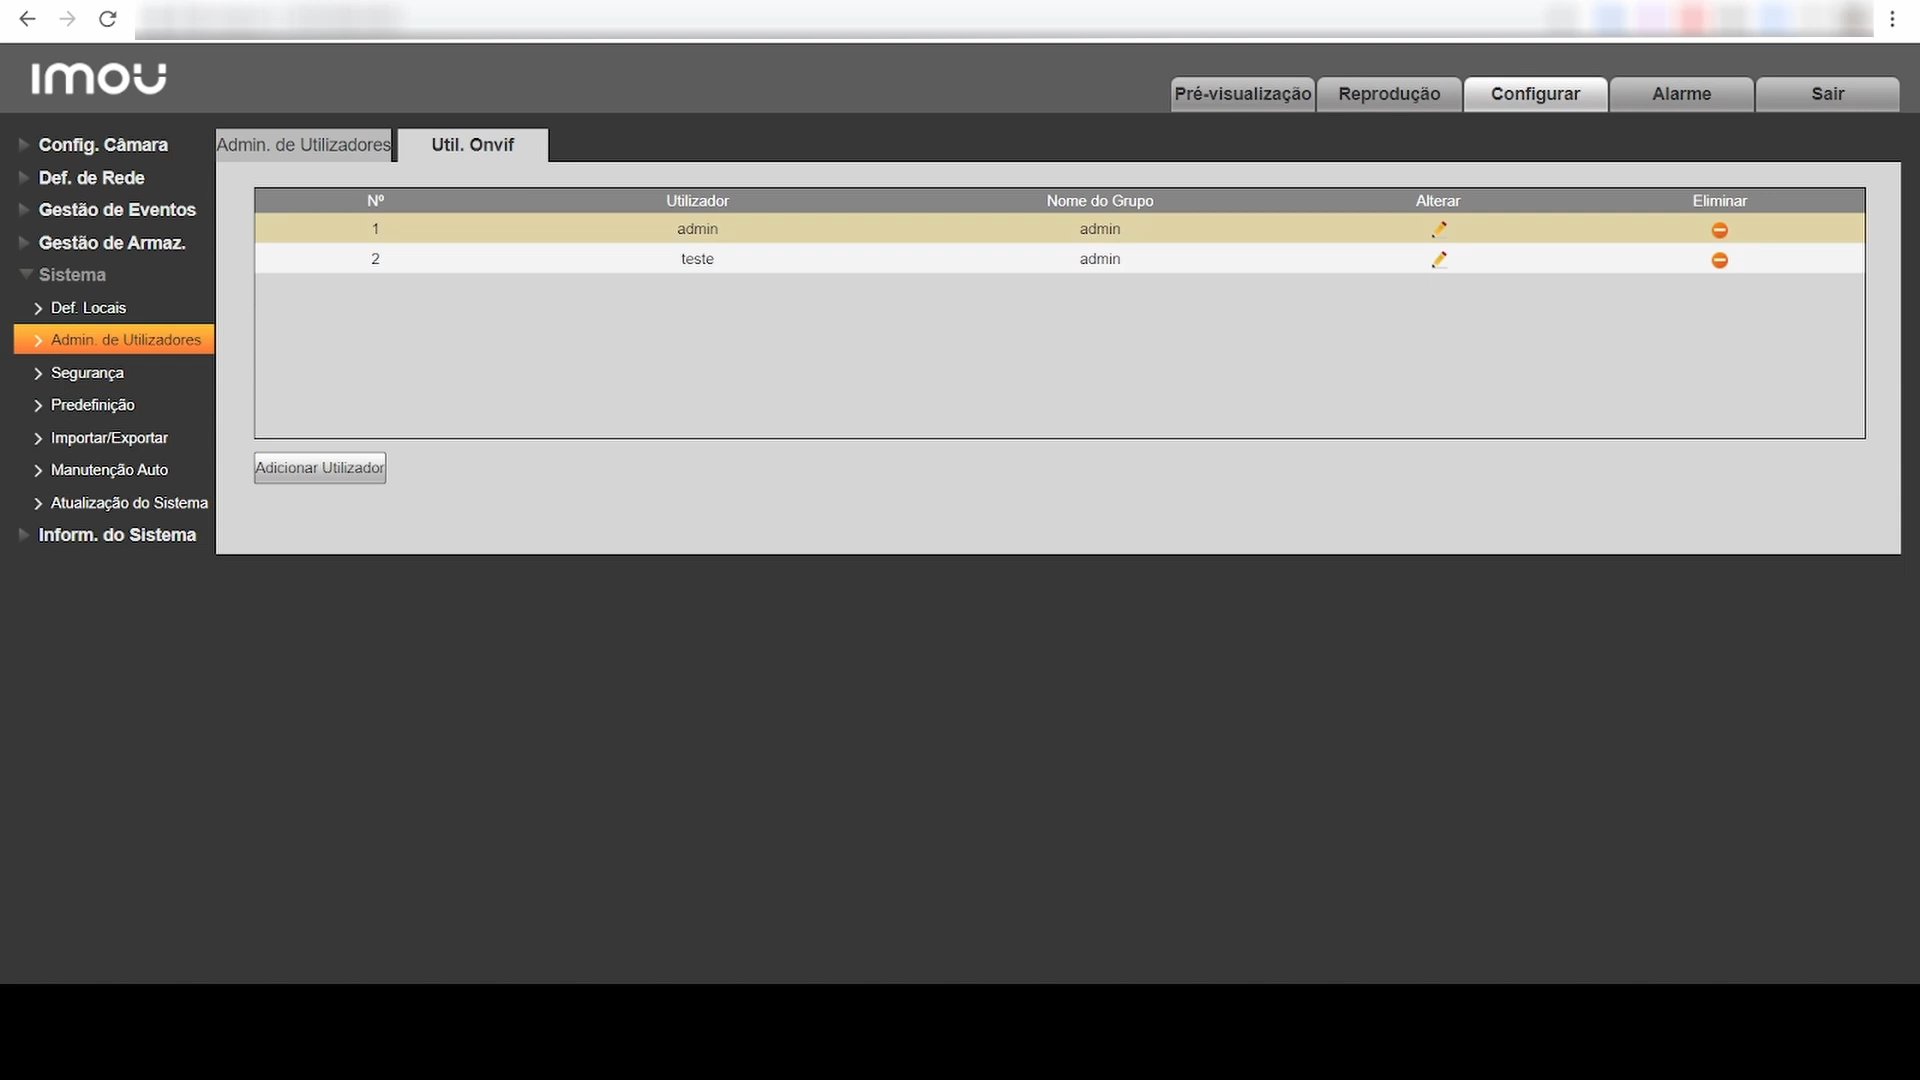 imou
Pré-visualização
Reprodução
Configurar
Alarme
Sair
Config. Câmara
Def. de Rede
Gestão de Eventos
Gestão de Armaz.
Sistema
Def. Locais
Admin. de Utilizadores
Segurança
Predefinição
Importar/Exportar
Manutenção Auto
Atualização do Sistema
Inform. do Sistema
Admin. de Utilizadores
Util. Onvif
Nº Utilizador Nome do Grupo Alterar Eliminar
1 admin admin
2 teste admin
Adicionar Utilizador